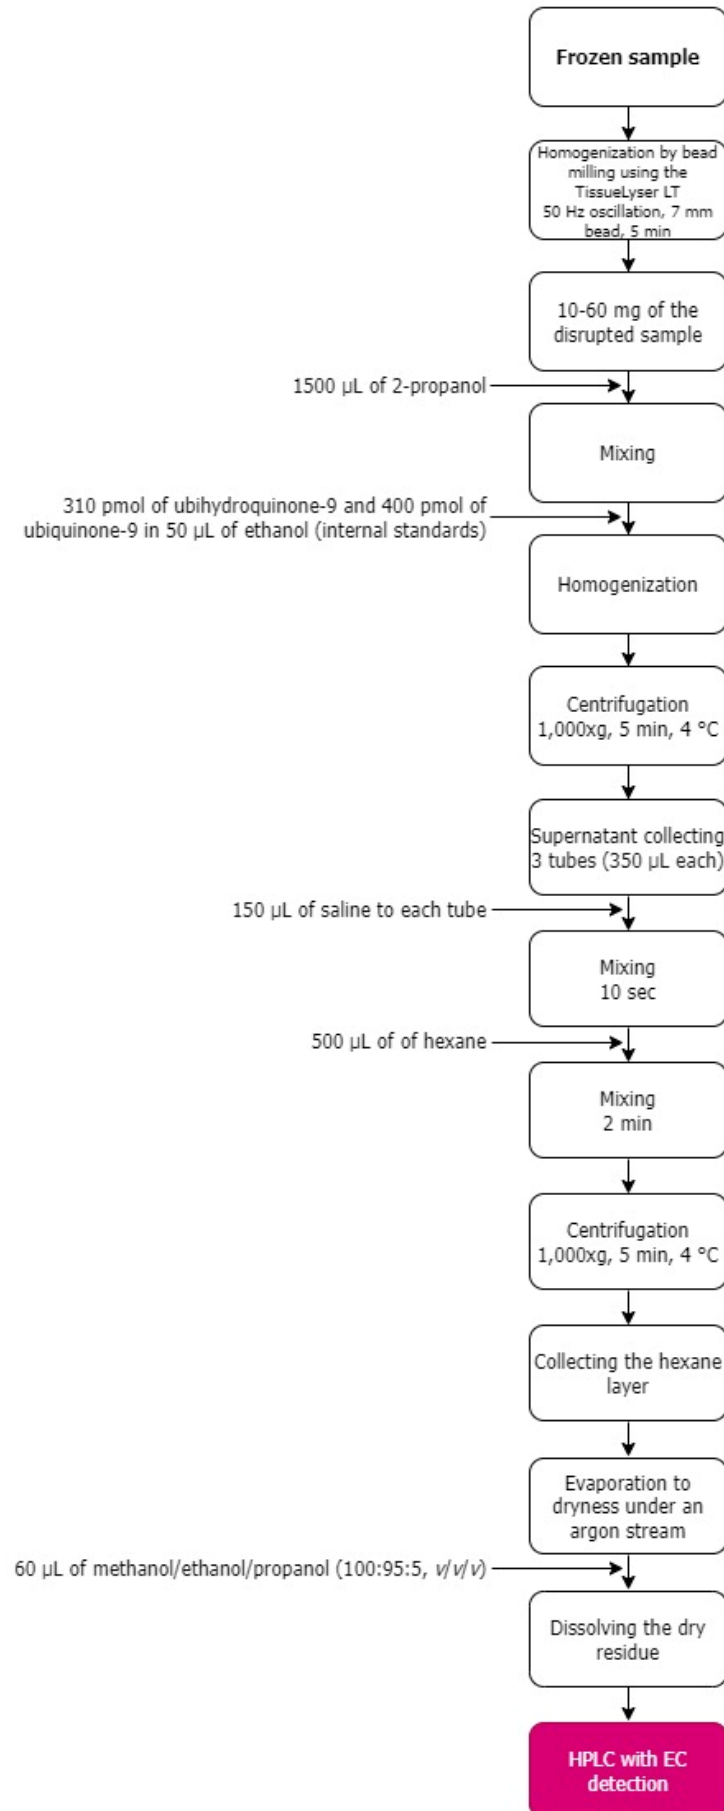 Frozen sample
Homogenization by bead
milling using the
TissueLyser LT
50 Hz oscillation, 7 mm
bead, 5 min
10-60 mg of the
disrupted sample
1500 µL of 2-propanol
Mixing
310 pmol of ubihydroquinone-9 and 400 pmol of
ubiquinone-9 in 50 µL of ethanol (internal standards)
Homogenization
Centrifugation
1,000xg, 5 min, 4 °C
Supernatant collecting
3 tubes (350 µL each)
150 µL of saline to each tube
Mixing
10 sec
500 µL of of hexane
Mixing
2 min
Centrifugation
1,000xg, 5 min, 4 °C
Collecting the hexane
layer
Evaporation to
dryness under an
argon stream
60 µL of methanol/ethanol/propanol (100:95:5, v/v/v)
Dissolving the dry
residue
HPLC with EC
detection